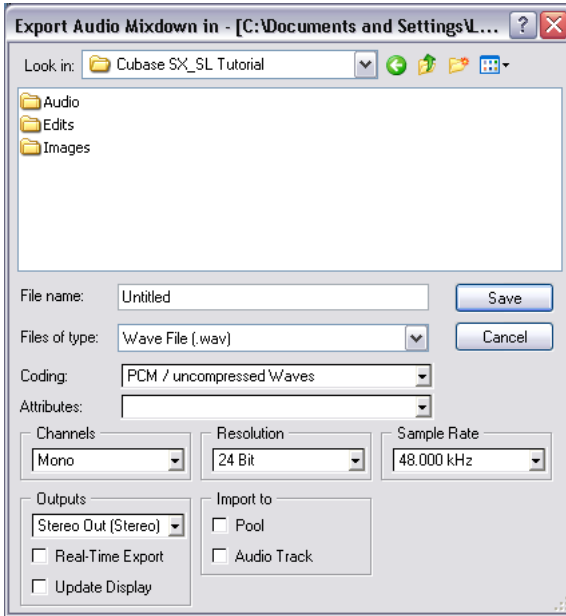 Export Audio Mixdown in - [C:\Documents and Settings\L...
Look in: Cubase SX_SL Tutorial
Audio
Edits
Images
File name: Untitled Save
Files of type: Wave File (.wav) Cancel
Coding: PCM / uncompressed Waves
Attributes:
Channels Resolution Sample Rate
Mono 24 Bit 48.000 kHz
Outputs Import to
Stereo Out (Stereo) Pool
Real-Time Export Audio Track
Update Display